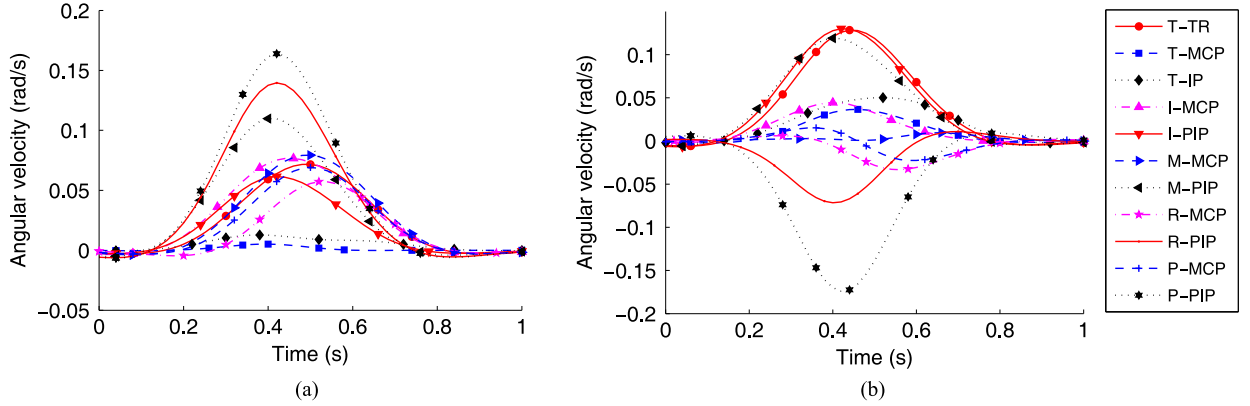 0.2
0.15
0.1
0.05
0
−0.05
Angular velocity (rad/s)
0 0.2 0.4 0.6 0.8 1
Time (s)
(a)
0.1
0.05
0
−0.05
−0.1
−0.15
−0.2
Angular velocity (rad/s)
0 0.2 0.4 0.6 0.8 1
Time (s)
(b)
T−TR
T−MCP
T−IP
I−MCP
I−PIP
M−MCP
M−PIP
R−MCP
R−PIP
P−MCP
P−PIP